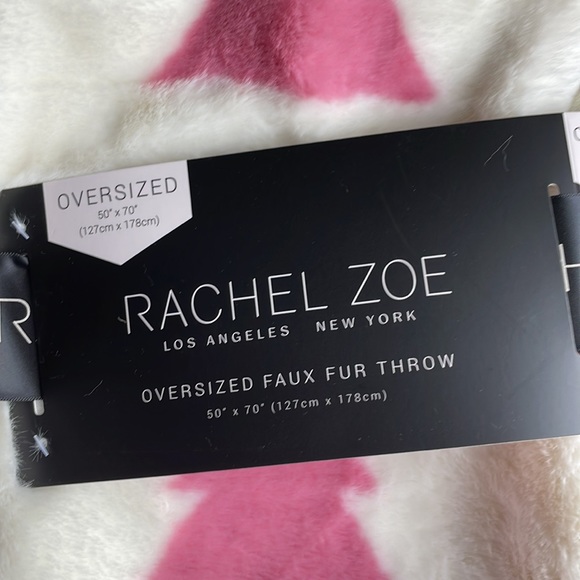 OVERSIZED
50" x 70"
(127cm x 178cm)
RACHEL ZOE
LOS ANGELES NEW YORK
OVERSIZED FAUX FUR THROW
50" x 70" (127cm x 178cm)
R
H